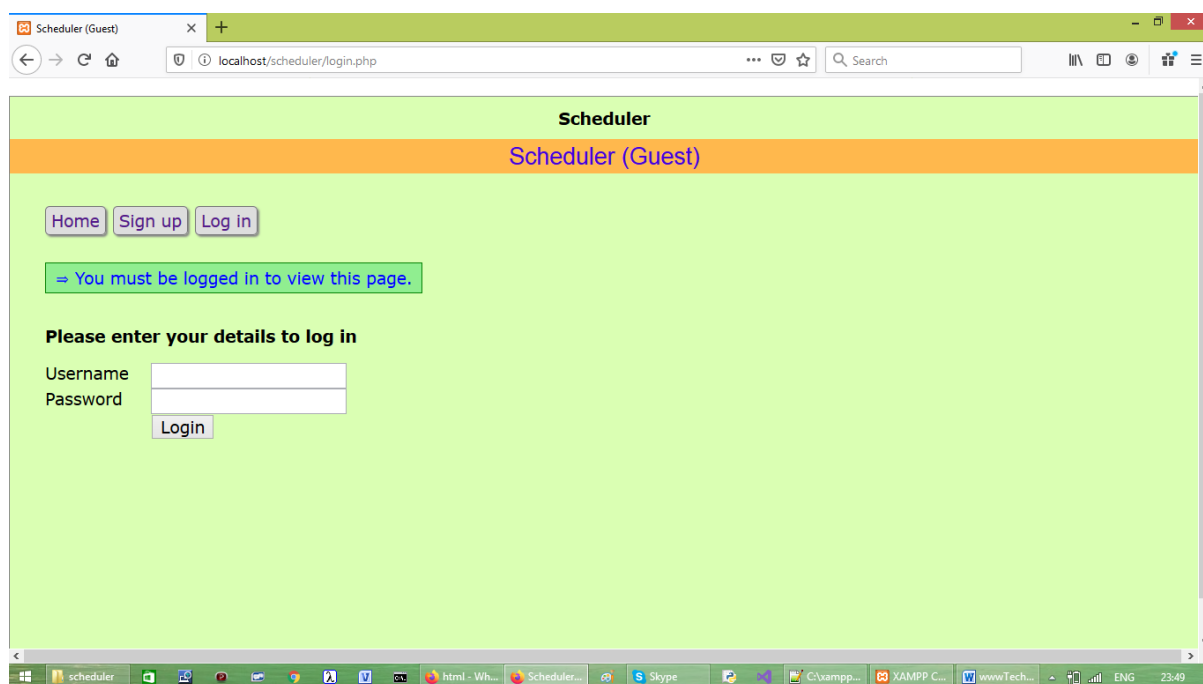 Scheduler (Guest)
localhost/scheduler/login.php
Search
Scheduler
Scheduler (Guest)
Home Sign up Log in
⇒ You must be logged in to view this page.
Please enter your details to log in
Username
Password
Login
scheduler
html - Wh...
Scheduler...
Skype
C:\xampp...
XAMPP C...
wwwTech...
ENG
23:49